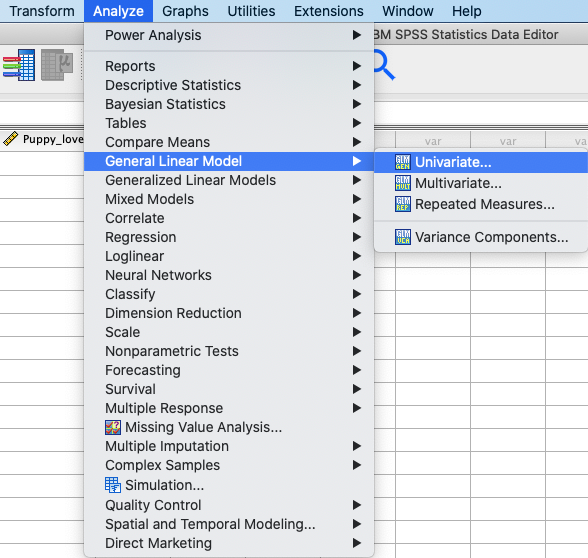 Transform Analyze Graphs Utilities Extensions Window Help
BM SPSS Statistics Data Editor
Power Analysis
Reports
Descriptive Statistics
Bayesian Statistics
Tables
Puppy_love
Compare Means
var var va
General Linear Model
Univariate...
Generalized Linear Models
Multivariate...
Mixed Models
Repeated Measures...
Correlate
Regression
Variance Components...
Loglinear
Neural Networks
Classify
Dimension Reduction
Scale
Nonparametric Tests
Forecasting
Survival
Multiple Response
Missing Value Analysis...
Multiple Imputation
Complex Samples
Simulation...
Quality Control
Spatial and Temporal Modeling...
Direct Marketing